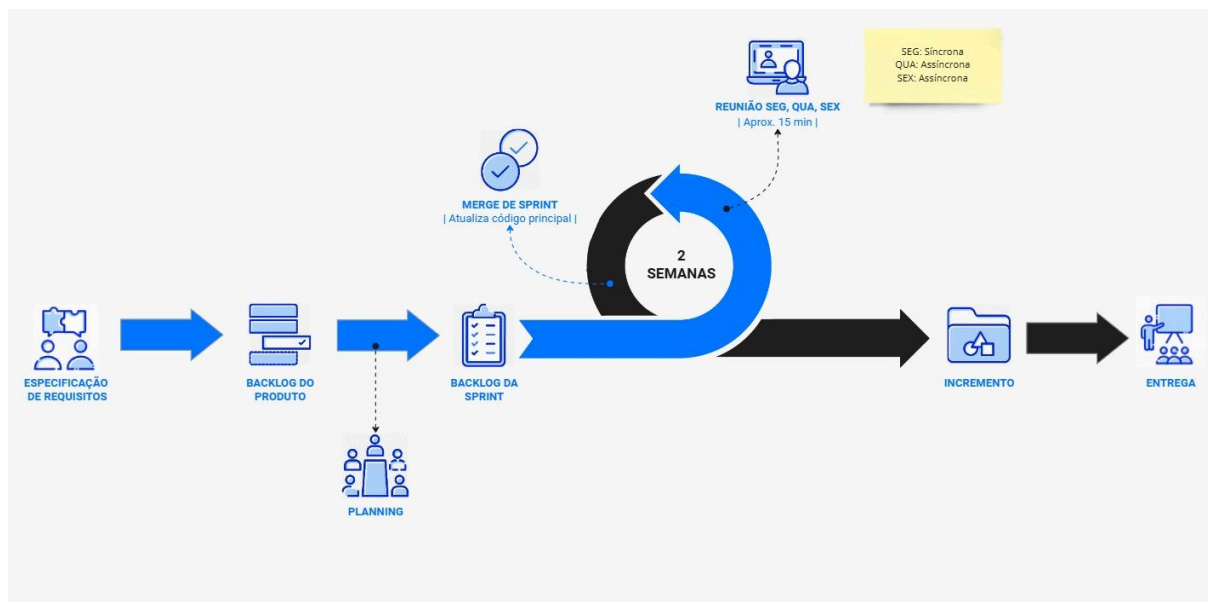 SEG: Síncrona
QUA: Assíncrona
SEX: Assíncrona
REUNIÃO SEG, QUA, SEX
| Aprox. 15 min |
MERGE DE SPRINT
| Atualiza código principal |
2
SEMANAS
ESPECIFICAÇÃO
DE REQUISITOS
BACKLOG DO
PRODUTO
BACKLOG DA
SPRINT
INCREMENTO
ENTREGA
PLANNING